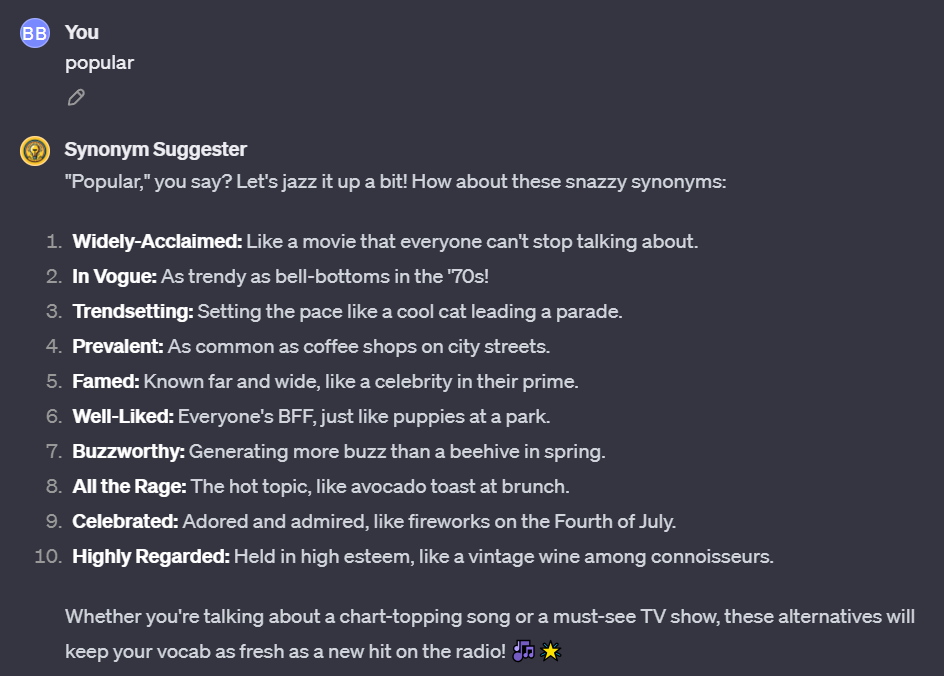 BB You
popular
Synonym Suggester
"Popular," you say? Let's jazz it up a bit! How about these snazzy synonyms:
1. Widely-Acclaimed: Like a movie that everyone can't stop talking about.
2. In Vogue: As trendy as bell-bottoms in the '70s!
3. Trendsetting: Setting the pace like a cool cat leading a parade.
4. Prevalent: As common as coffee shops on city streets.
5. Famed: Known far and wide, like a celebrity in their prime.
6. Well-Liked: Everyone's BFF, just like puppies at a park.
7. Buzzworthy: Generating more buzz than a beehive in spring.
8. All the Rage: The hot topic, like avocado toast at brunch.
9. Celebrated: Adored and admired, like fireworks on the Fourth of July.
10. Highly Regarded: Held in high esteem, like a vintage wine among connoisseurs.
Whether you're talking about a chart-topping song or a must-see TV show, these alternatives will
keep your vocab as fresh as a new hit on the radio! 🎶🌟